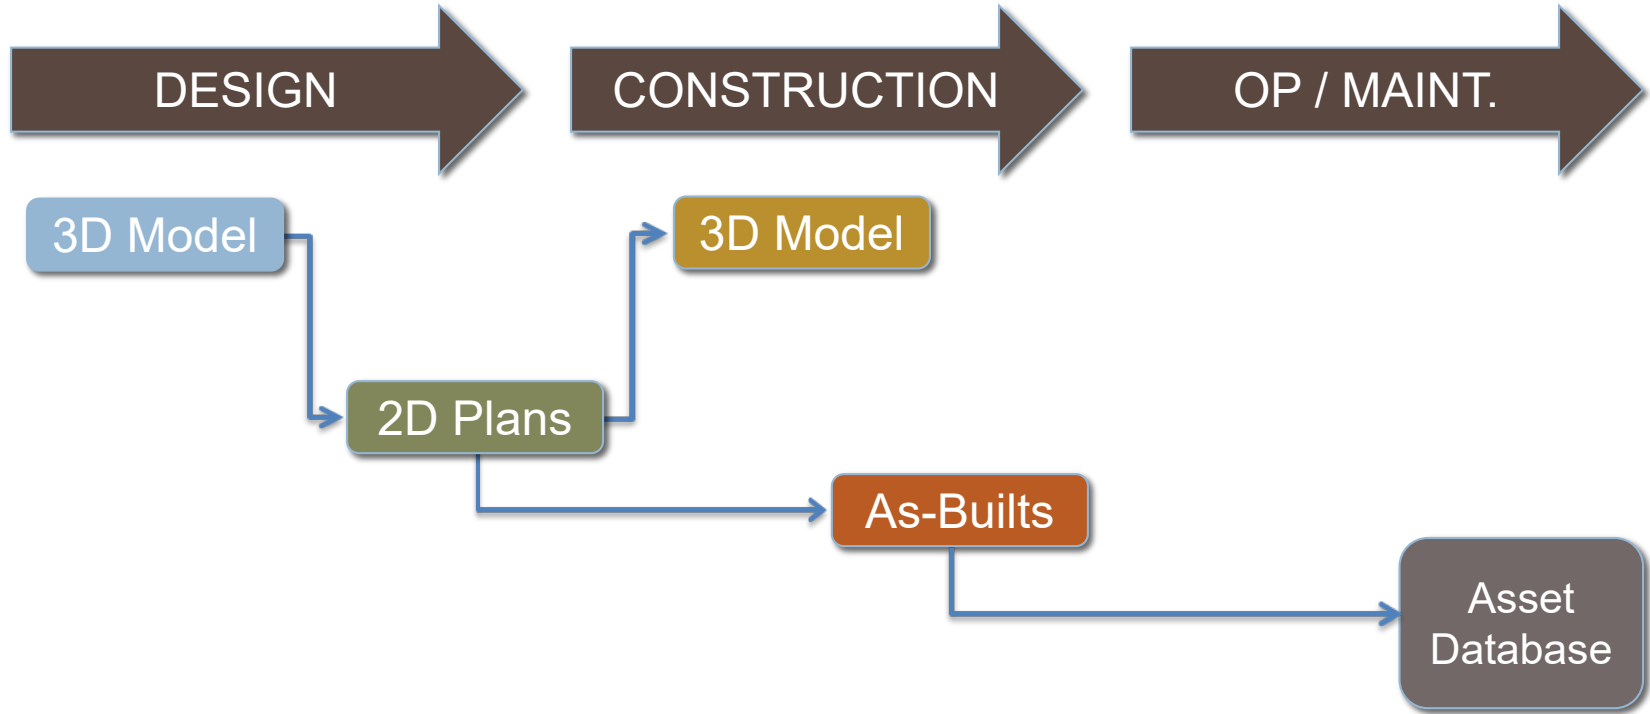 DESIGN
CONSTRUCTION
OP / MAINT.
3D Model
3D Model
2D Plans
As-Builts
Asset
Database